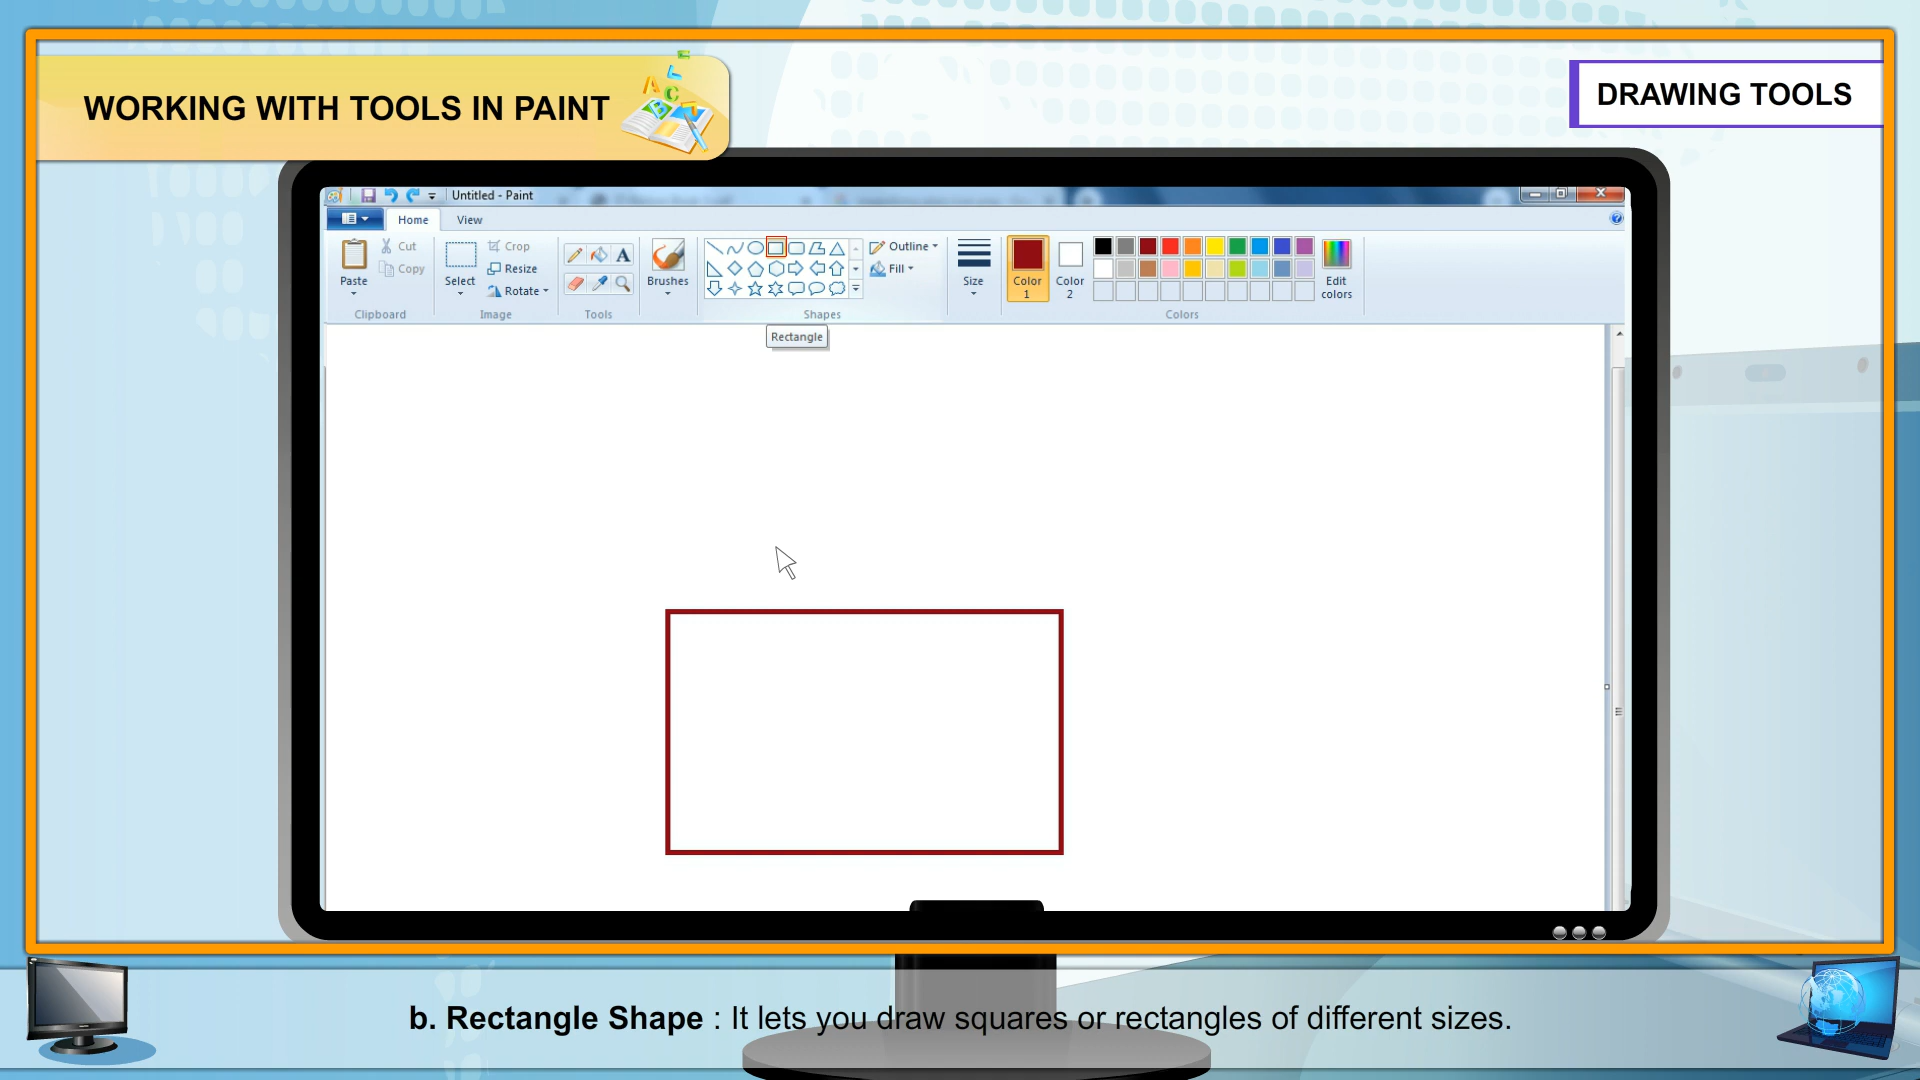 WORKING WITH TOOLS IN PAINT
DRAWING TOOLS
Untitled - Paint
Home View
Cut
Copy
Paste
Clipboard
Select
Crop
Resize
Rotate
Image
A
Tools
Brushes
Shapes
Outline
Fill
Size
Color 1
Color 2
Colors
Edit colors
Rectangle
b. Rectangle Shape : It lets you draw squares or rectangles of different sizes.